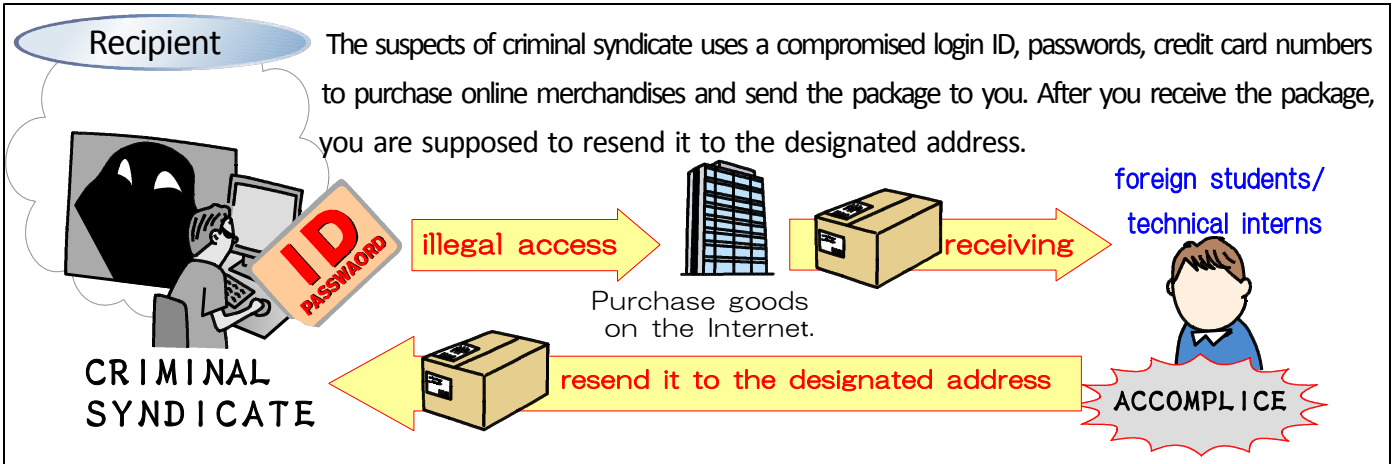 Recipient
The suspects of criminal syndicate uses a compromised login ID, passwords, credit card numbers
to purchase online merchandises and send the package to you. After you receive the package,
you are supposed to resend it to the designated address.
foreign students/
technical interns
ID
PASSWAORD
illegal access
receiving
Purchase goods
on the Internet.
CRIMINAL
SYNDICATE
resend it to the designated address
ACCOMPLICE